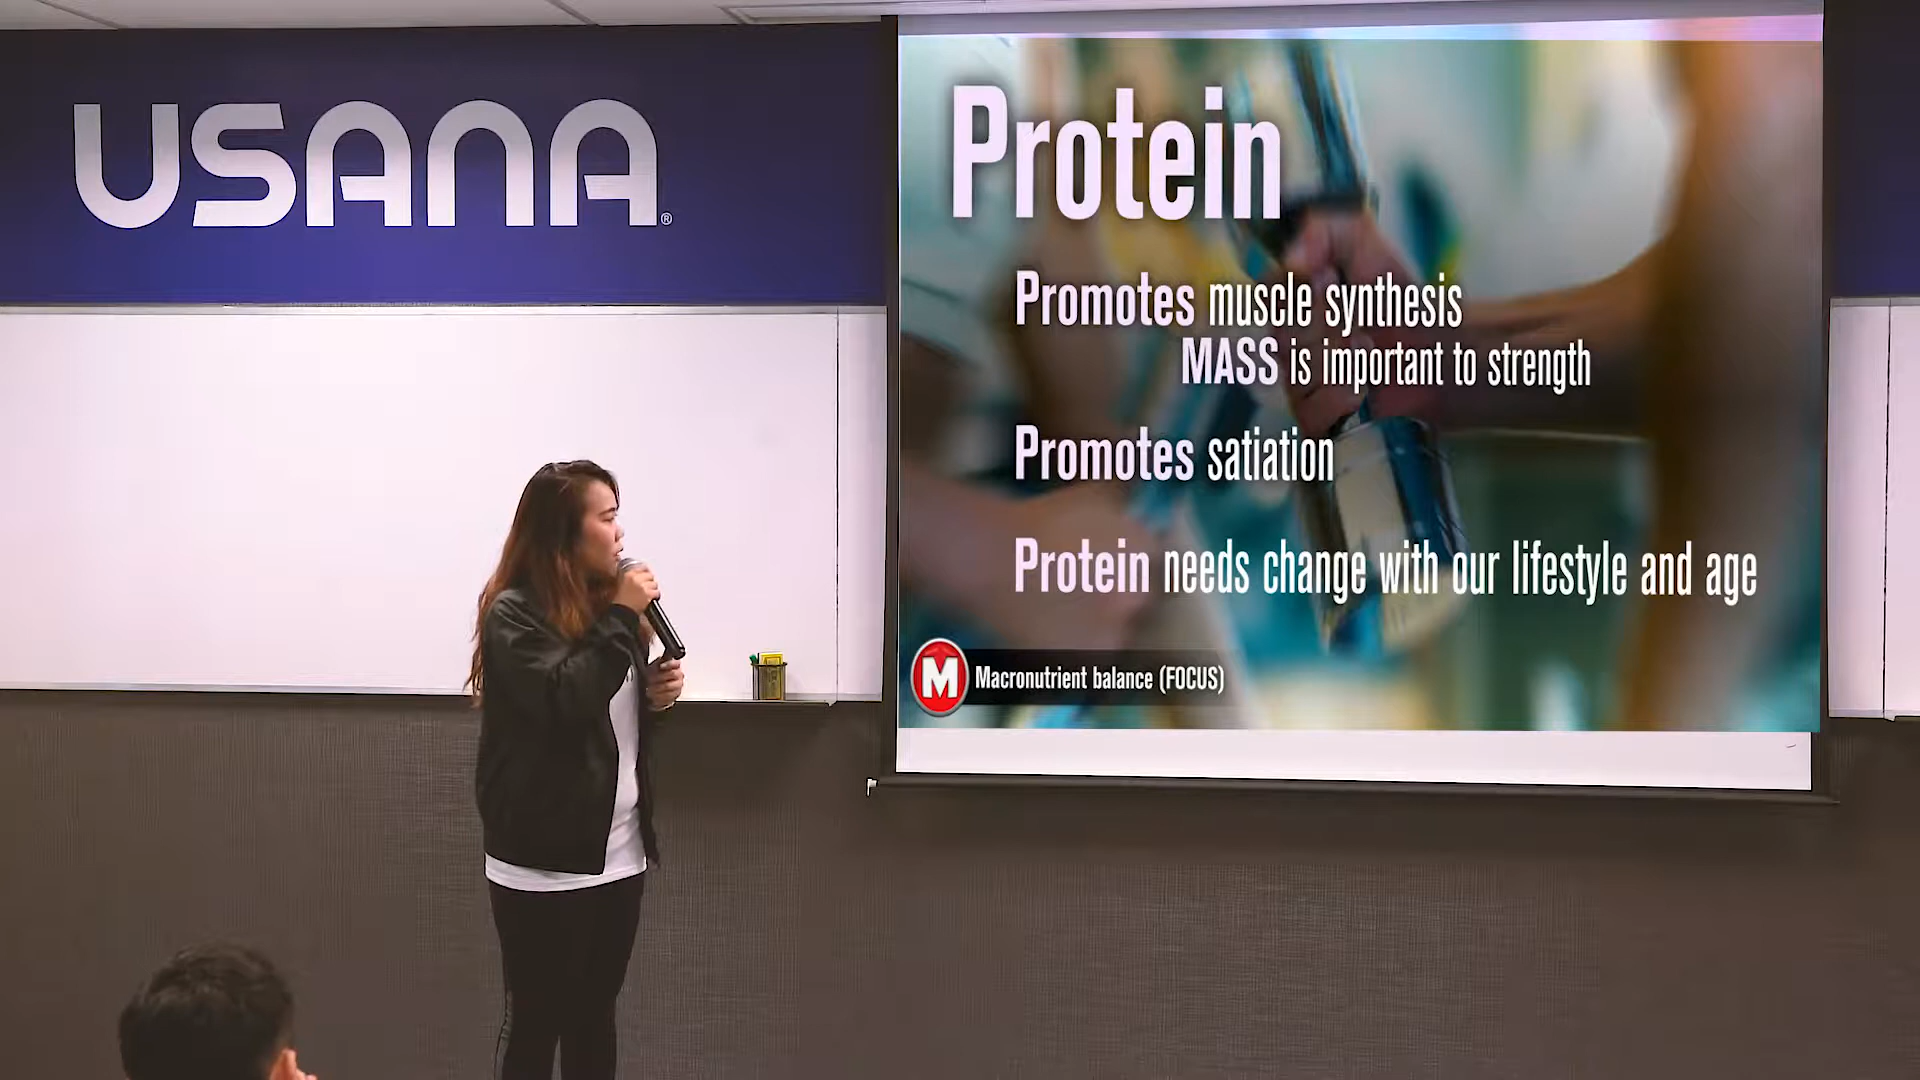 USANA®
Protein
Promotes muscle synthesis
MASS is important to strength
Promotes satiation
Protein needs change with our lifestyle and age
M Macronutrient balance (FOCUS)